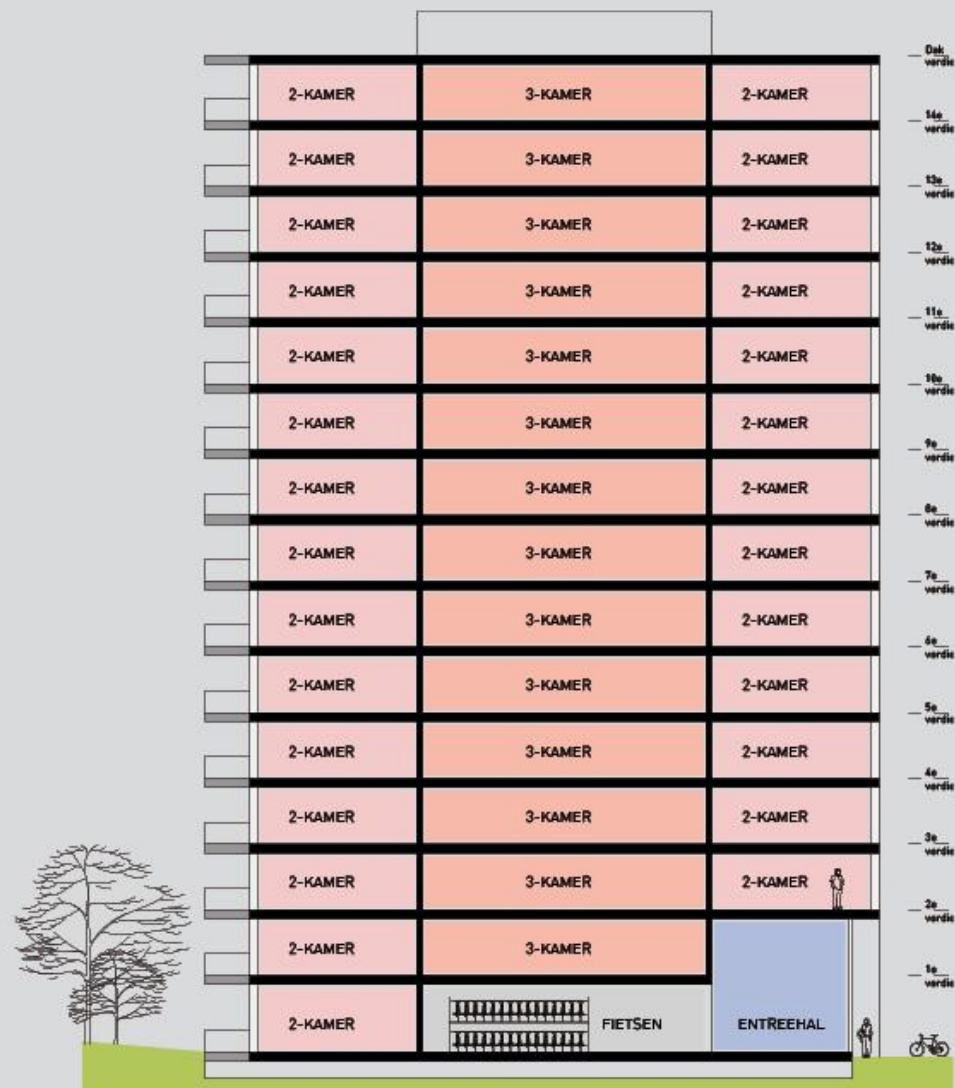 Dak
verdie
2-KAMER 3-KAMER 2-KAMER
14e
verdie
2-KAMER 3-KAMER 2-KAMER
13e
verdie
2-KAMER 3-KAMER 2-KAMER
12e
verdie
2-KAMER 3-KAMER 2-KAMER
11e
verdie
2-KAMER 3-KAMER 2-KAMER
10e
verdie
2-KAMER 3-KAMER 2-KAMER
9e
verdie
2-KAMER 3-KAMER 2-KAMER
8e
verdie
2-KAMER 3-KAMER 2-KAMER
7e
verdie
2-KAMER 3-KAMER 2-KAMER
6e
verdie
2-KAMER 3-KAMER 2-KAMER
5e
verdie
2-KAMER 3-KAMER 2-KAMER
4e
verdie
2-KAMER 3-KAMER 2-KAMER
3e
verdie
2-KAMER 3-KAMER 2-KAMER
2e
verdie
2-KAMER 3-KAMER
1e
verdie
2-KAMER FIETSEN ENTREEHAL